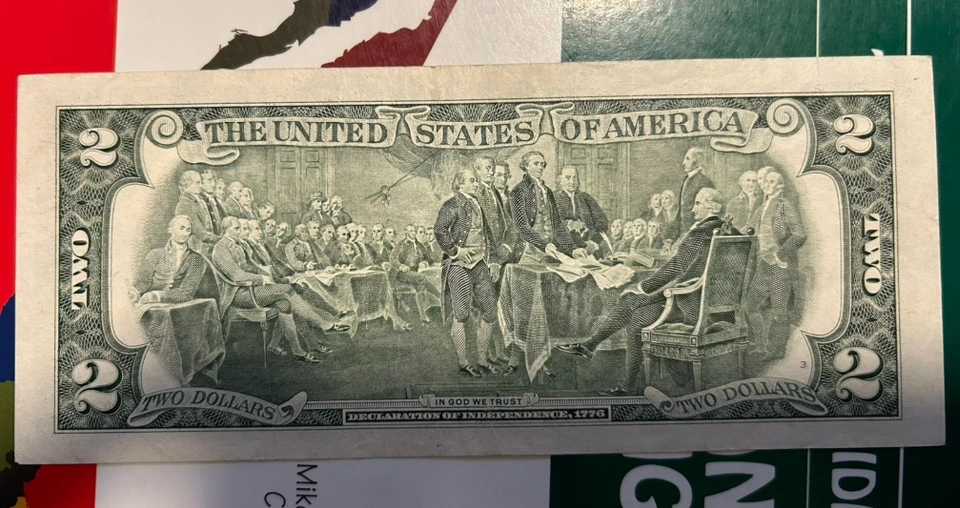 THE UNITED STATES OF AMERICA
2
2
TWO
TWO
3
2
2
TWO DOLLARS
TWO DOLLARS
IN GOD WE TRUST
DECLARATION OF INDEPENDENCE, 1776